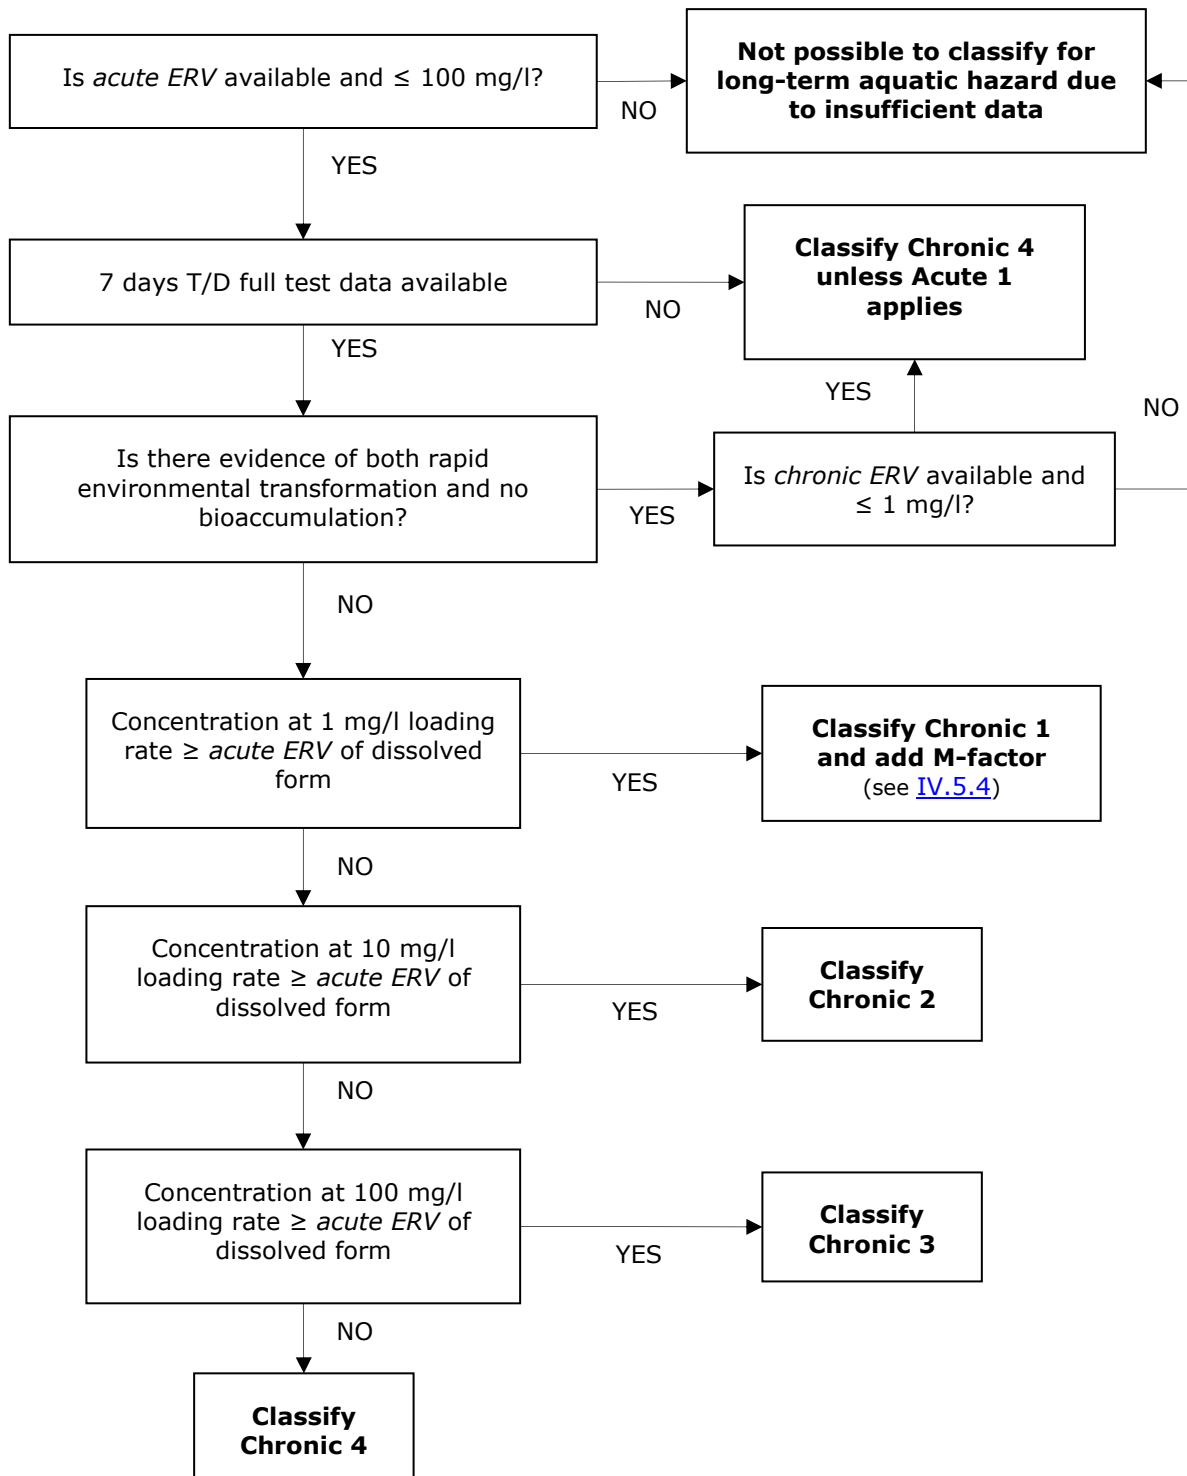 Is acute ERV available and ≤ 100 mg/l?
NO
Not possible to classify for
long-term aquatic hazard due
to insufficient data
YES
7 days T/D full test data available
NO
Classify Chronic 4
unless Acute 1
applies
YES
YES
NO
Is there evidence of both rapid
environmental transformation and no
bioaccumulation?
YES
Is chronic ERV available and
≤ 1 mg/l?
NO
Concentration at 1 mg/l loading
rate ≥ acute ERV of dissolved
form
YES
Classify Chronic 1
and add M-factor
(see IV.5.4)
NO
Concentration at 10 mg/l
loading rate ≥ acute ERV of
dissolved form
YES
Classify
Chronic 2
NO
Concentration at 100 mg/l
loading rate ≥ acute ERV of
dissolved form
YES
Classify
Chronic 3
NO
Classify
Chronic 4